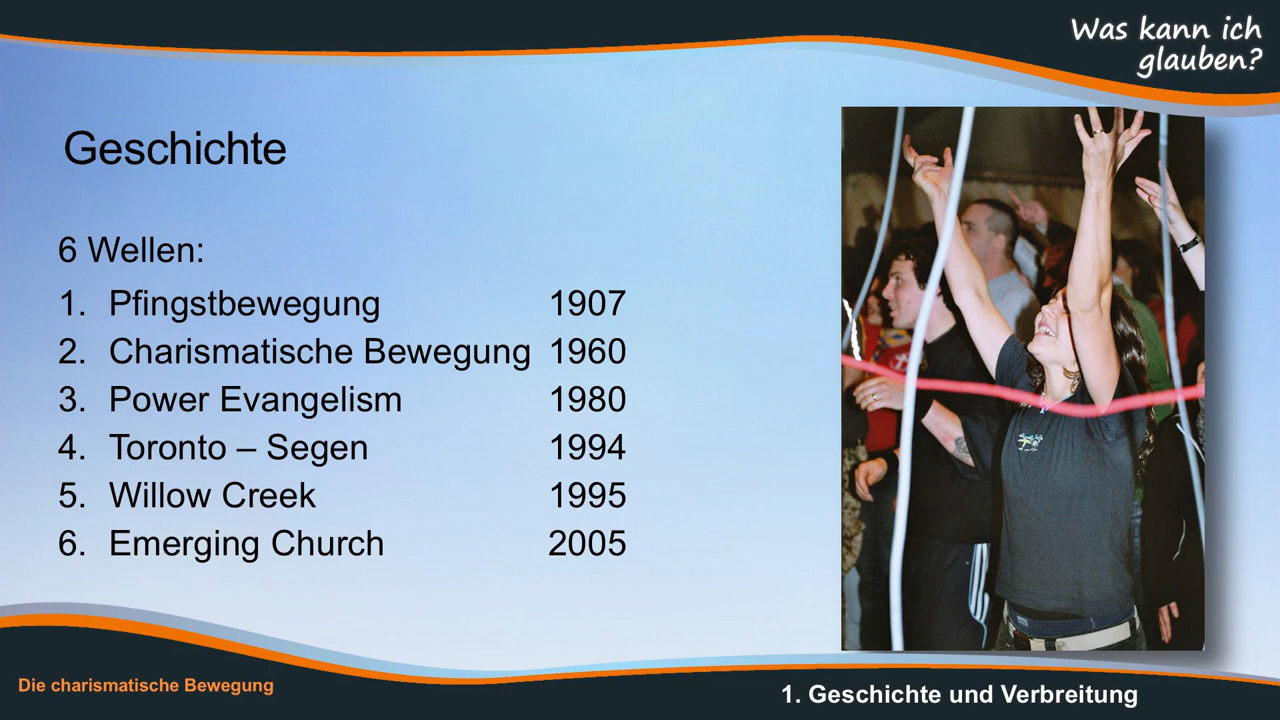 Was kann ich
glauben?
Geschichte
6 Wellen:
1. Pfingstbewegung 1907
2. Charismatische Bewegung 1960
3. Power Evangelism 1980
4. Toronto – Segen 1994
5. Willow Creek 1995
6. Emerging Church 2005
Die charismatische Bewegung
1. Geschichte und Verbreitung